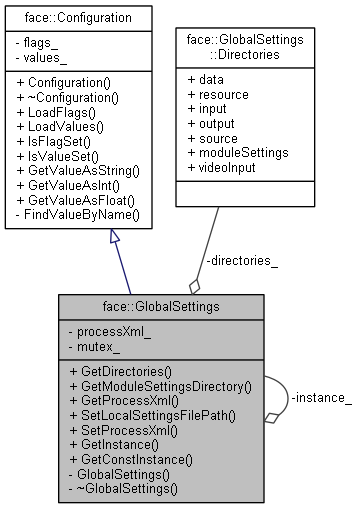 face::Configuration
- flags_
- values_
+ Configuration()
+ ~Configuration()
+ LoadFlags()
+ LoadValues()
+ IsFlagSet()
+ IsValueSet()
+ GetValueAsString()
+ GetValueAsInt()
+ GetValueAsFloat()
- FindValueByName()
face::GlobalSettings
::Directories
+ data
+ resource
+ input
+ output
+ source
+ moduleSettings
+ videoInput
-directories_
face::GlobalSettings
- processXml_
- mutex_
+ GetDirectories()
+ GetModuleSettingsDirectory()
+ GetProcessXml()
+ SetLocalSettingsFilePath()
+ SetProcessXml()
+ GetInstance()
+ GetConstInstance()
- GlobalSettings()
- ~GlobalSettings()
-instance_